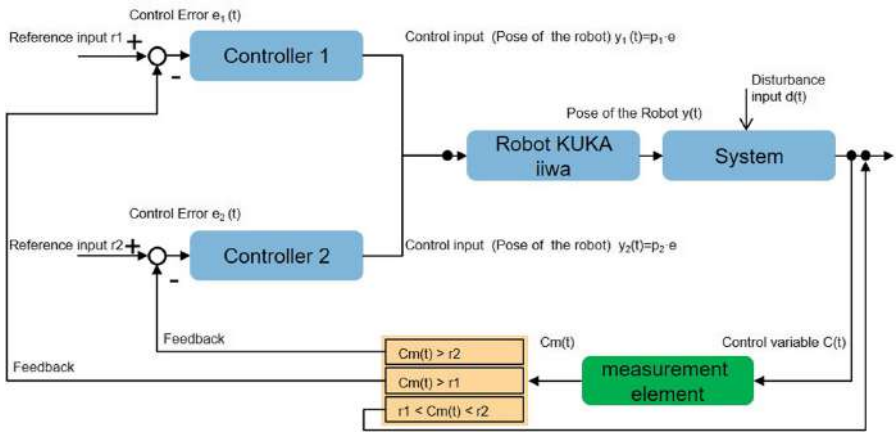 Control Error e₁(t)
Reference input r1 +
-
Controller 1
Control input (Pose of the robot) y₁(t)=p₁·e
Disturbance
input d(t)
Pose of the Robot y(t)
Robot KUKA
iiwa
System
Control Error e₂(t)
Reference input r2 +
-
Controller 2
Control input (Pose of the robot) y₂(t)=p₂·e
Feedback
Feedback
Cm(t) > r2
Cm(t) > r1
r1 < Cm(t) < r2
Cm(t)
Control variable C(t)
measurement
element